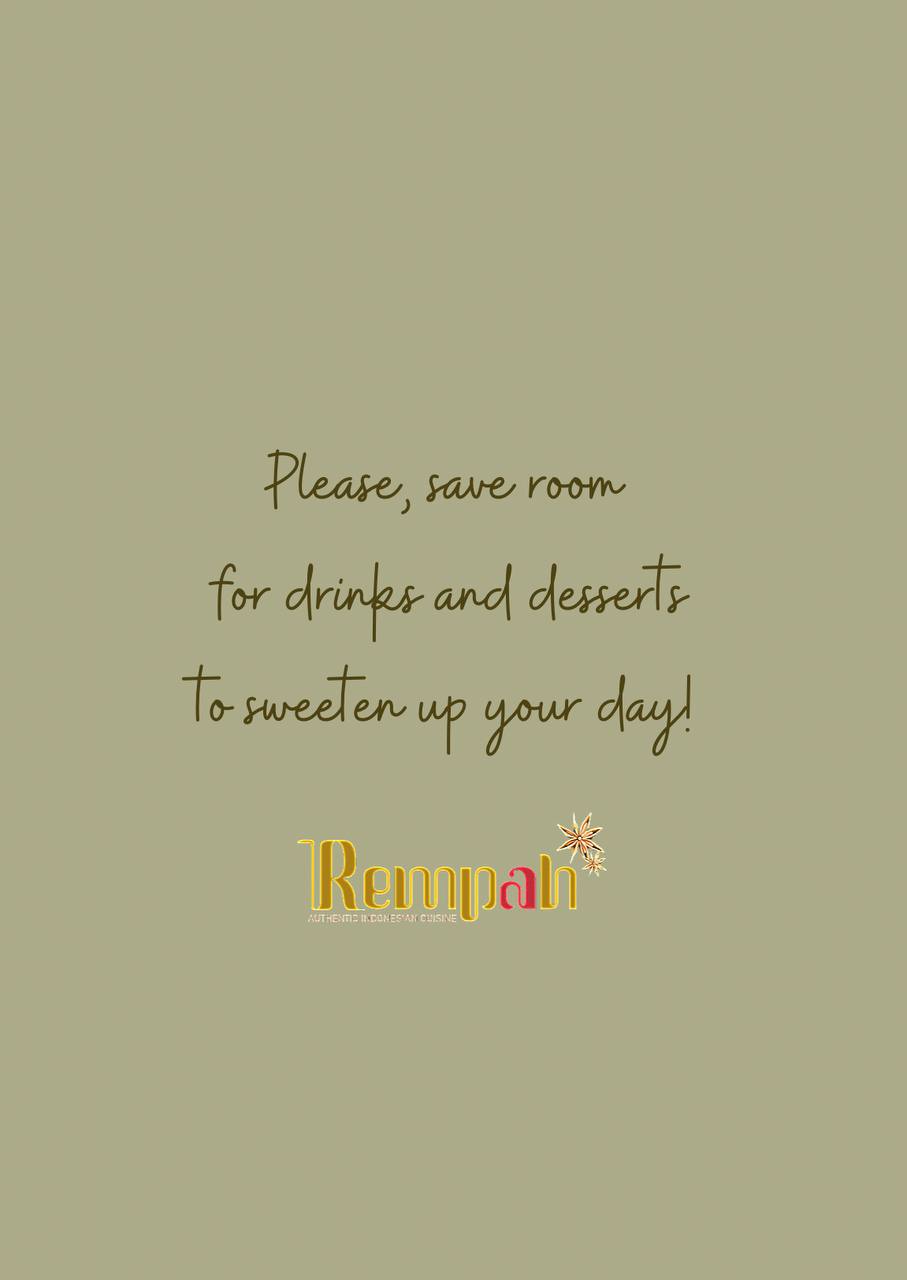 Please, save room
for drinks and desserts
to sweeten up your day!
Rempah
AUTHENTIC INDONESIAN CUISINE